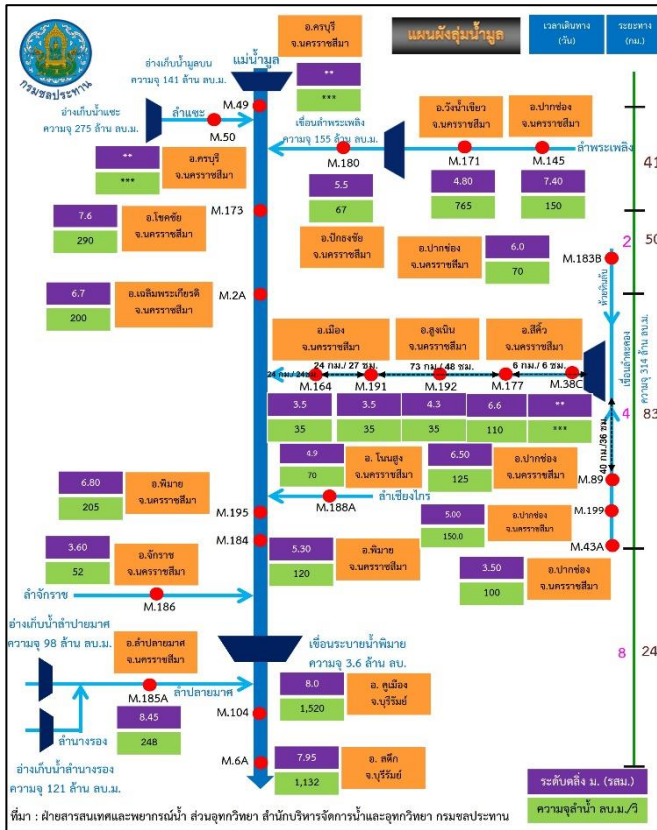 กรมชลประทาน
แผนผังลุ่มน้ำมูล
เวลาเดินทาง
(วัน)
ระยะทาง
(กม.)
แม่น้ำมูล
อ่างเก็บน้ำมูลบน
ความจุ 141 ล้าน ลบ.ม.
อ่างเก็บน้ำแซะ
ความจุ 275 ล้าน ลบ.ม.
ลำแซะ
M.49
M.50
อ.ครบุรี
จ.นครราชสีมา
**
***
เขื่อนลำพระเพลิง
ความจุ 155 ล้าน ลบ.ม.
อ.วังน้ำเขียว
จ.นครราชสีมา
อ.ปากช่อง
จ.นครราชสีมา
ลำพระเพลิง
M.180
M.171
M.145
41
**
***
อ.ครบุรี
จ.นครราชสีมา
5.5
67
4.80
765
7.40
150
7.6
290
อ.โชคชัย
จ.นครราชสีมา
M.173
อ.ปักธงชัย
จ.นครราชสีมา
อ.ปากช่อง
จ.นครราชสีมา
6.0
70
M.183B
2
50
ห้วยหินลับ
6.7
200
อ.เฉลิมพระเกียรติ
จ.นครราชสีมา
M.2A
อ.เมือง
จ.นครราชสีมา
อ.สูงเนิน
จ.นครราชสีมา
อ.สีคิ้ว
จ.นครราชสีมา
เขื่อนลำตะคอง
ความจุ 314 ล้าน ลบ.ม.
24 กม./ 27 ชม.
73 กม./ 48 ชม.
6 กม./ 6 ชม.
M.164
M.191
M.192
M.177
M.38C
3.5
35
3.5
35
4.3
35
6.6
110
**
***
4
83
40 กม./36 ชม.
4.9
70
อ. โนนสูง
จ.นครราชสีมา
6.50
125
อ.ปากช่อง
จ.นครราชสีมา
M.89
6.80
205
อ.พิมาย
จ.นครราชสีมา
M.195
ลำเชียงไกร
M.188A
5.00
150.0
อ.ปากช่อง
จ.นครราชสีมา
M.199
M.184
M.43A
3.60
52
อ.จักราช
จ.นครราชสีมา
5.30
120
อ.พิมาย
จ.นครราชสีมา
3.50
100
อ.ปากช่อง
จ.นครราชสีมา
ลำจักราช
M.186
อ่างเก็บน้ำลำปลายมาศ
ความจุ 98 ล้าน ลบ.ม.
อ.ลำปลายมาศ
จ.นครราชสีมา
เขื่อนระบายน้ำพิมาย
ความจุ 3.6 ล้าน ลบ.
8
24
ลำปลายมาศ
M.185A
8.45
248
8.0
1,520
อ. คูเมือง
จ.บุรีรัมย์
M.104
ลำนางรอง
อ่างเก็บน้ำลำนางรอง
ความจุ 121 ล้าน ลบ.ม.
M.6A
7.95
1,132
อ. สตึก
จ.บุรีรัมย์
ระดับตลิ่ง ม. (รสม.)
ความจุลำน้ำ ลบ.ม./วิ
ที่มา : ฝ่ายสารสนเทศและพยากรณ์น้ำ ส่วนอุทกวิทยา สำนักบริหารจัดการน้ำและอุทกวิทยา กรมชลประทาน